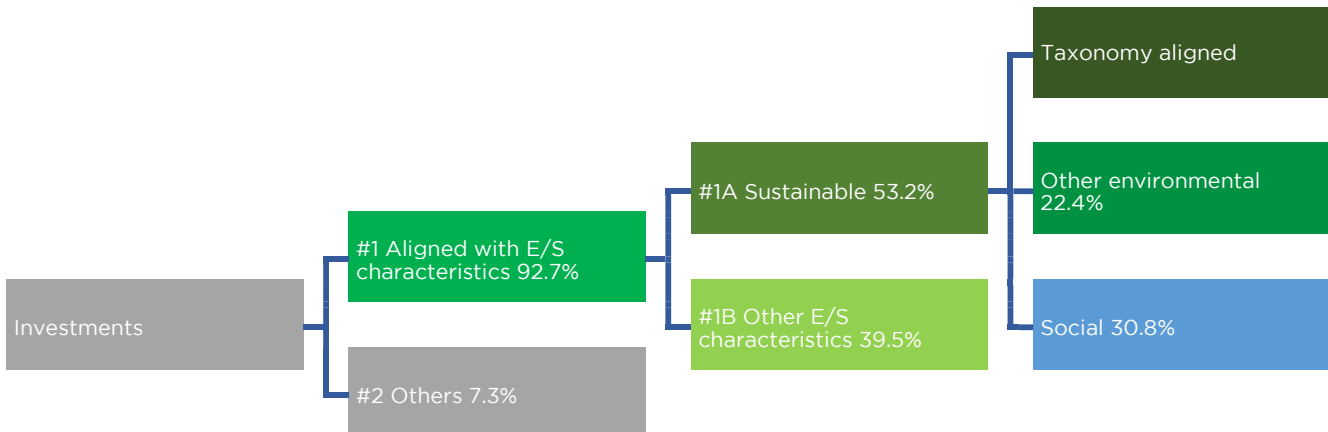 Investments
#1 Aligned with E/S
characteristics 92.7%
#2 Others 7.3%
#1A Sustainable 53.2%
#1B Other E/S
characteristics 39.5%
Taxonomy aligned
Other environmental
22.4%
Social 30.8%